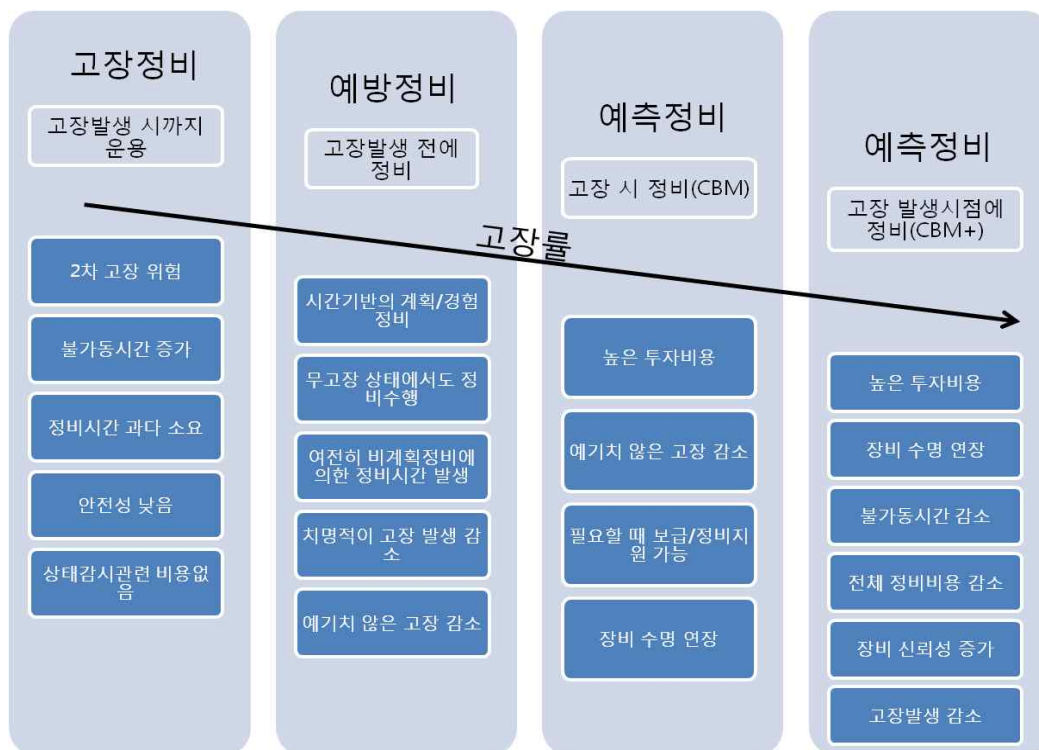 고장정비
고장발생 시까지
운용
2차 고장 위험
불가동시간 증가
정비시간 과다 소요
안전성 낮음
상태감시관련 비용없
음
예방정비
고장발생 전에
정비
시간기반의 계획/경험
정비
무고장 상태에서도 정
비수행
여전히 비계획정비에
의한 정비시간 발생
치명적이 고장 발생 감
소
예기치 않은 고장 감소
고장률
예측정비
고장 시 정비(CBM)
높은 투자비용
예기치 않은 고장 감소
필요할 때 보급/정비지
원 가능
장비 수명 연장
예측정비
고장 발생시점에
정비(CBM+)
높은 투자비용
장비 수명 연장
불가동시간 감소
전체 정비비용 감소
장비 신뢰성 증가
고장발생 감소